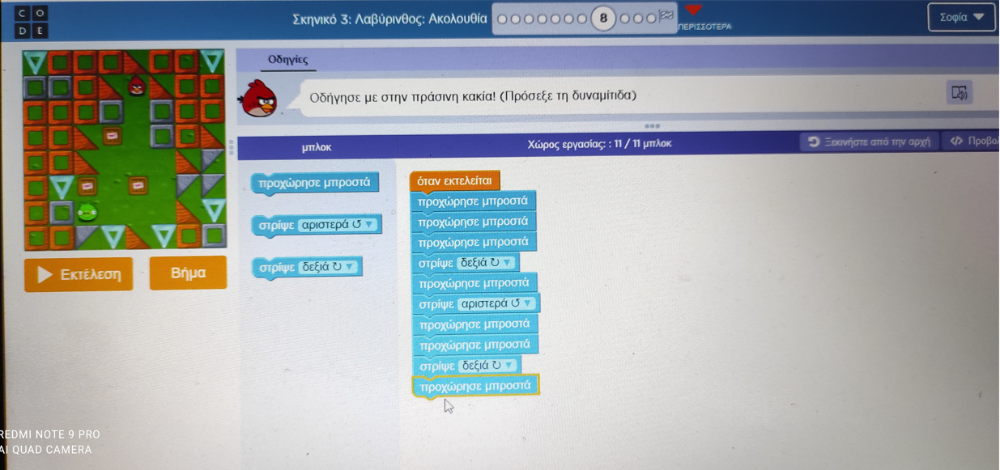 C O
D E
Σκηνικό 3: Λαβύρινθος: Ακολουθία
8
ΠΕΡΙΣΣΟΤΕΡΑ
Σοφία
Οδηγίες
Οδήγησε με στην πράσινη κακία! (Πρόσεξε τη δυναμίτιδα)
μπλοκ
Χώρος εργασίας: : 11 / 11 μπλοκ
Ξεκινήστε από την αρχή
</> Προβο
προχώρησε μπροστά
στρίψε αριστερά ↺
στρίψε δεξιά ↻
όταν εκτελείται
προχώρησε μπροστά
προχώρησε μπροστά
προχώρησε μπροστά
στρίψε δεξιά ↻
προχώρησε μπροστά
στρίψε αριστερά ↺
προχώρησε μπροστά
προχώρησε μπροστά
στρίψε δεξιά ↻
προχώρησε μπροστά
Εκτέλεση
Βήμα
REDMI NOTE 9 PRO
AI QUAD CAMERA